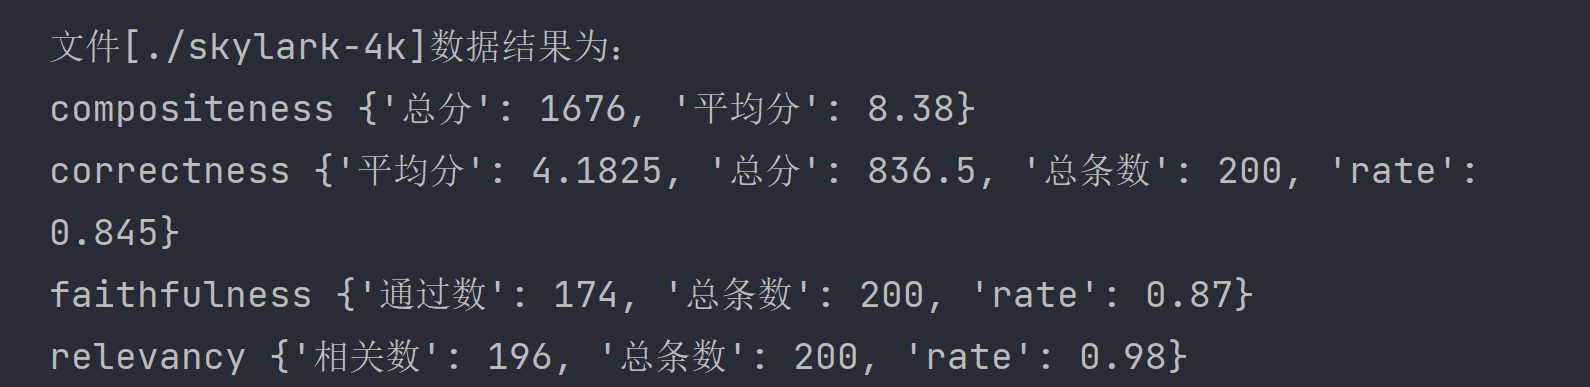 文件[./skylark-4k]数据结果为：
compositeness {'总分': 1676, '平均分': 8.38}
correctness {'平均分': 4.1825, '总分': 836.5, '总条数': 200, 'rate':
0.845}
faithfulness {'通过数': 174, '总条数': 200, 'rate': 0.87}
relevancy {'相关数': 196, '总条数': 200, 'rate': 0.98}